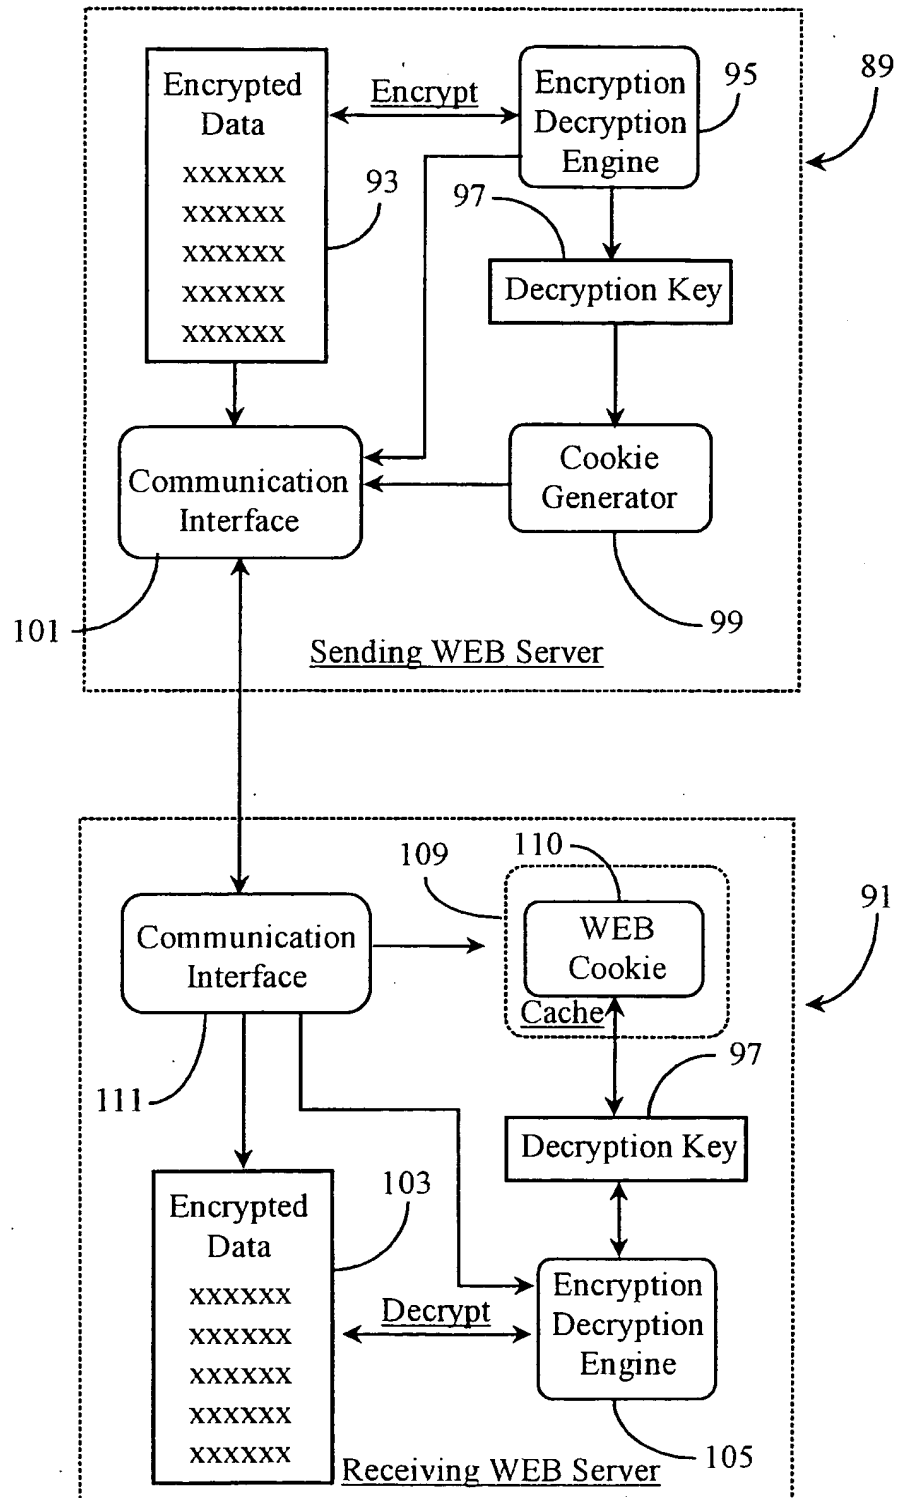 Encrypted
Data
xxxxxx
xxxxxx
xxxxxx
xxxxxx
xxxxxx
Encrypt
Encryption
Decryption
Engine
95
89
93
97
Decryption Key
Communication
Interface
Cookie
Generator
101
99
Sending WEB Server
109
110
WEB
Cookie
Cache
91
Communication
Interface
111
97
Decryption Key
103
Encrypted
Data
xxxxxx
xxxxxx
xxxxxx
xxxxxx
xxxxxx
Decrypt
Encryption
Decryption
Engine
105
Receiving WEB Server